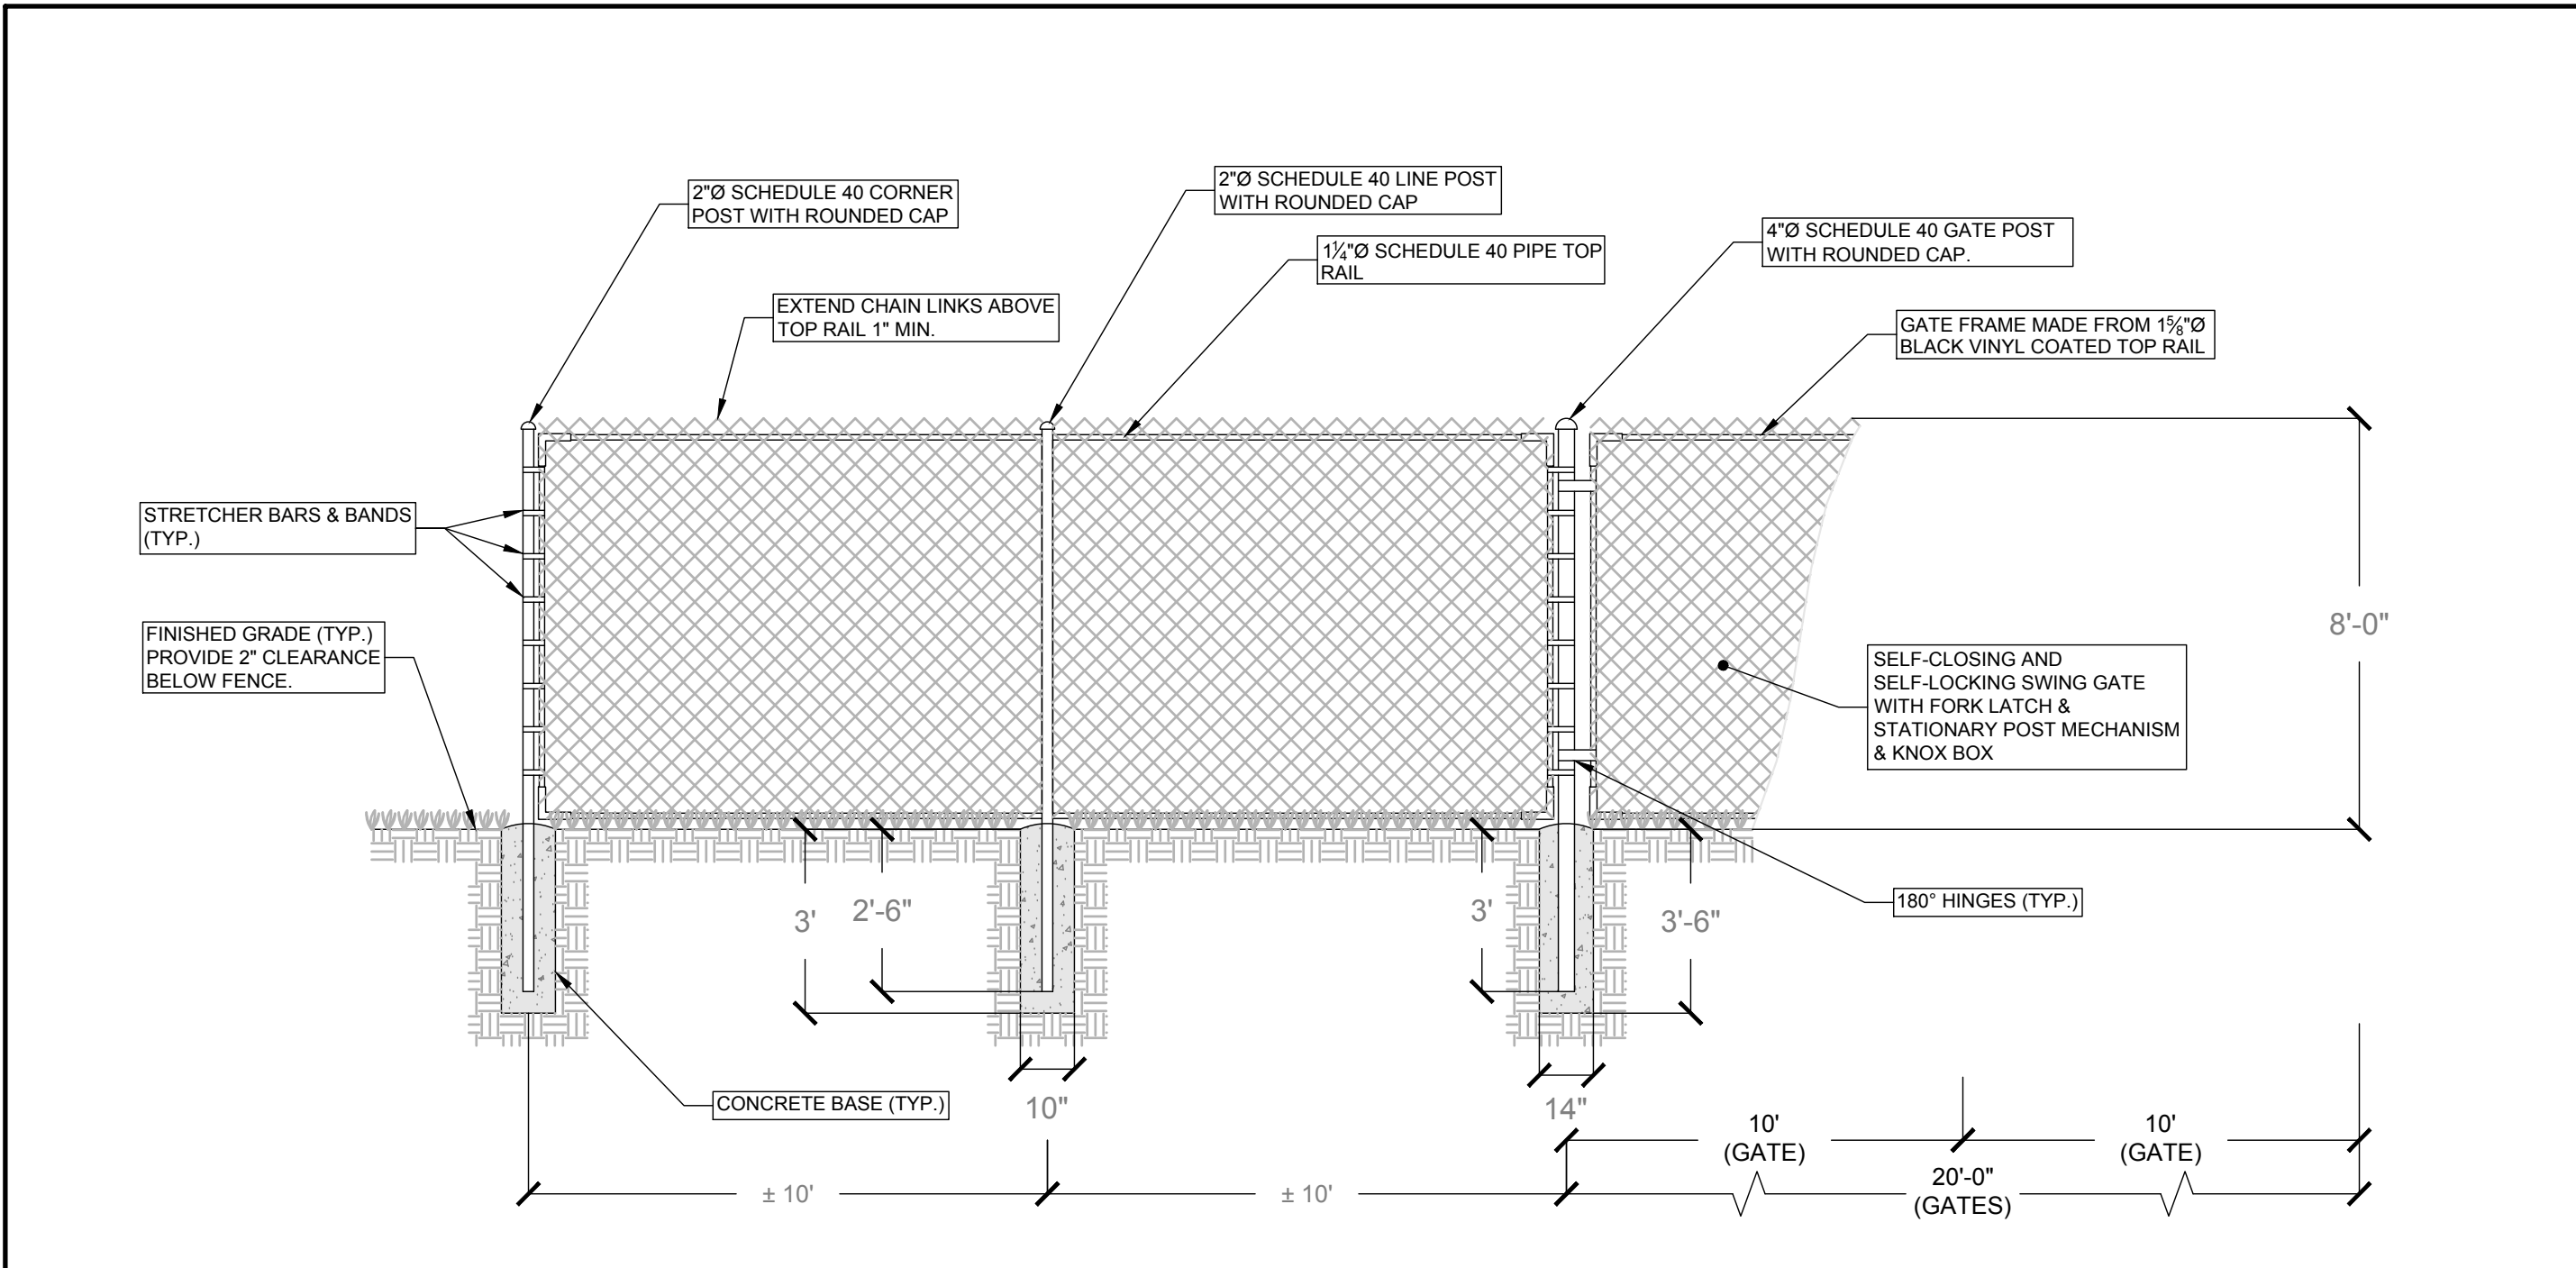 2"Ø SCHEDULE 40 CORNER
POST WITH ROUNDED CAP
2"Ø SCHEDULE 40 LINE POST
WITH ROUNDED CAP
1¼"Ø SCHEDULE 40 PIPE TOP
RAIL
4"Ø SCHEDULE 40 GATE POST
WITH ROUNDED CAP.
EXTEND CHAIN LINKS ABOVE
TOP RAIL 1" MIN.
GATE FRAME MADE FROM 1⅝"Ø
BLACK VINYL COATED TOP RAIL
STRETCHER BARS & BANDS
(TYP.)
8'-0"
FINISHED GRADE (TYP.)
PROVIDE 2" CLEARANCE
BELOW FENCE.
SELF-CLOSING AND
SELF-LOCKING SWING GATE
WITH FORK LATCH &
STATIONARY POST MECHANISM
& KNOX BOX
3'
2'-6"
3'
3'-6"
180° HINGES (TYP.)
CONCRETE BASE (TYP.)
10"
14"
10'
(GATE)
10'
(GATE)
± 10'
± 10'
20'-0"
(GATES)